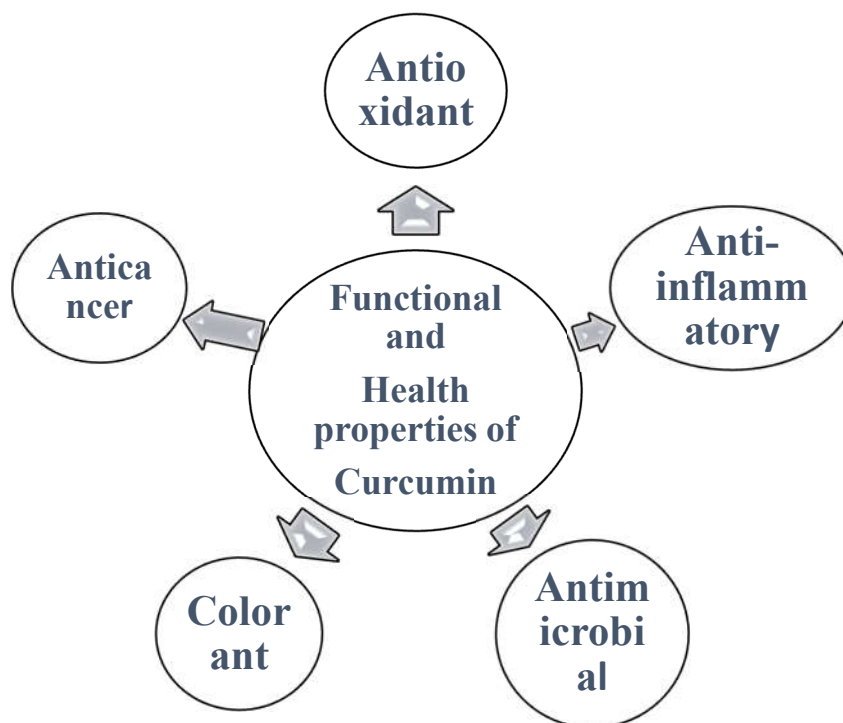 Antio
xidant
Antica
ncer
Functional
and
Health
properties of
Curcumin
Anti-
inflamm
atory
Color
ant
Antim
icrobi
al